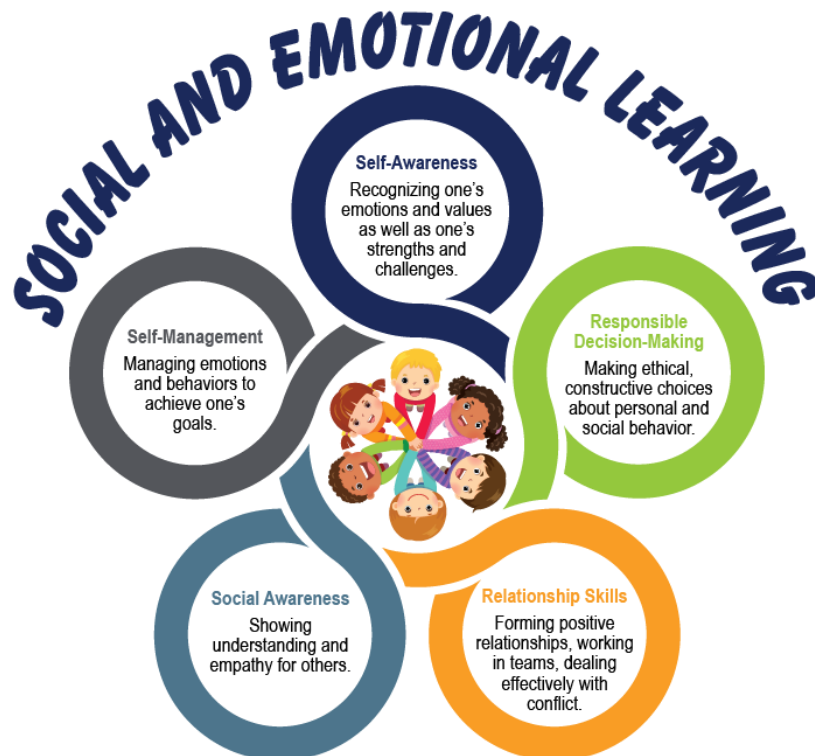 SOCIAL AND EMOTIONAL LEARNING
Self-Awareness
Recognizing one’s
emotions and values
as well as one’s
strengths and
challenges.
Self-Management
Managing emotions
and behaviors to
achieve one’s
goals.
Responsible
Decision-Making
Making ethical,
constructive choices
about personal and
social behavior.
Social Awareness
Showing
understanding and
empathy for others.
Relationship Skills
Forming positive
relationships, working
in teams, dealing
effectively with
conflict.